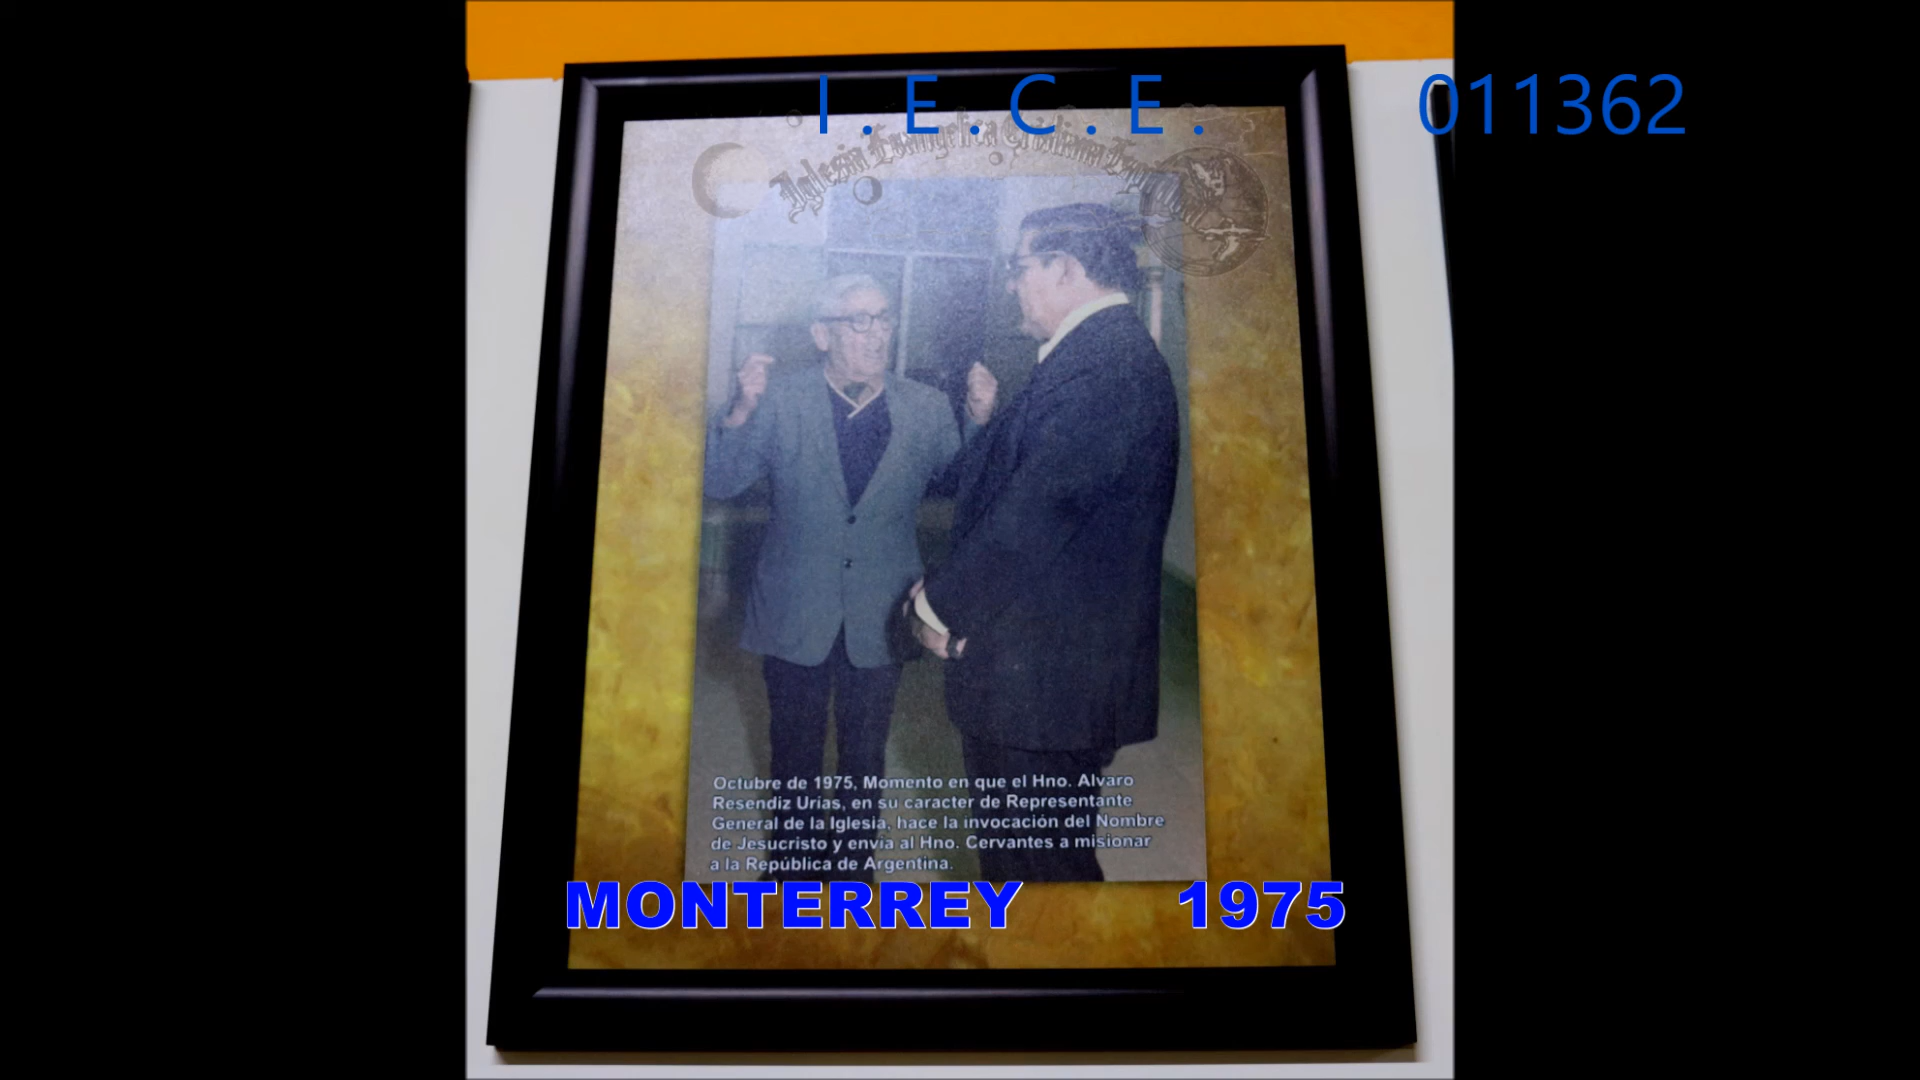 I.E.C.E. 011362
Iglesia Evangelica Cristiana Espiritual
Octubre de 1975, Momento en que el Hno. Alvaro
Resendiz Urias, en su caracter de Representante
General de la Iglesia, hace la invocación del Nombre
de Jesucristo y envia al Hno. Cervantes a misionar
a la República de Argentina.
MONTERREY 1975